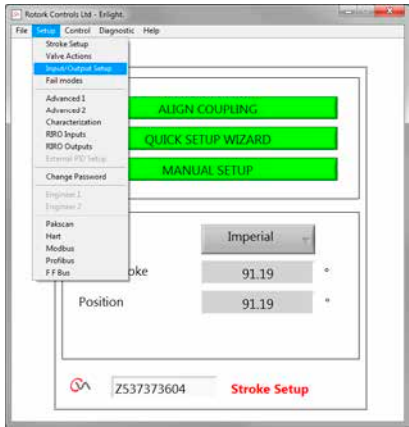 Rotork Controls Ltd - Enlight.
File Setup Control Diagnostic Help
Stroke Setup
Valve Actions
Input/Output Setup
Fail modes
Advanced 1
Advanced 2
Characterization
RIRO Inputs
RIRO Outputs
External PID Setup
Change Password
Engineer 1
Engineer 2
Pakscan
Hart
Modbus
Profibus
F F Bus
ALIGN COUPLING
QUICK SETUP WIZARD
MANUAL SETUP
Imperial
oke 91.19 °
Position 91.19 °
Z537373604 Stroke Setup